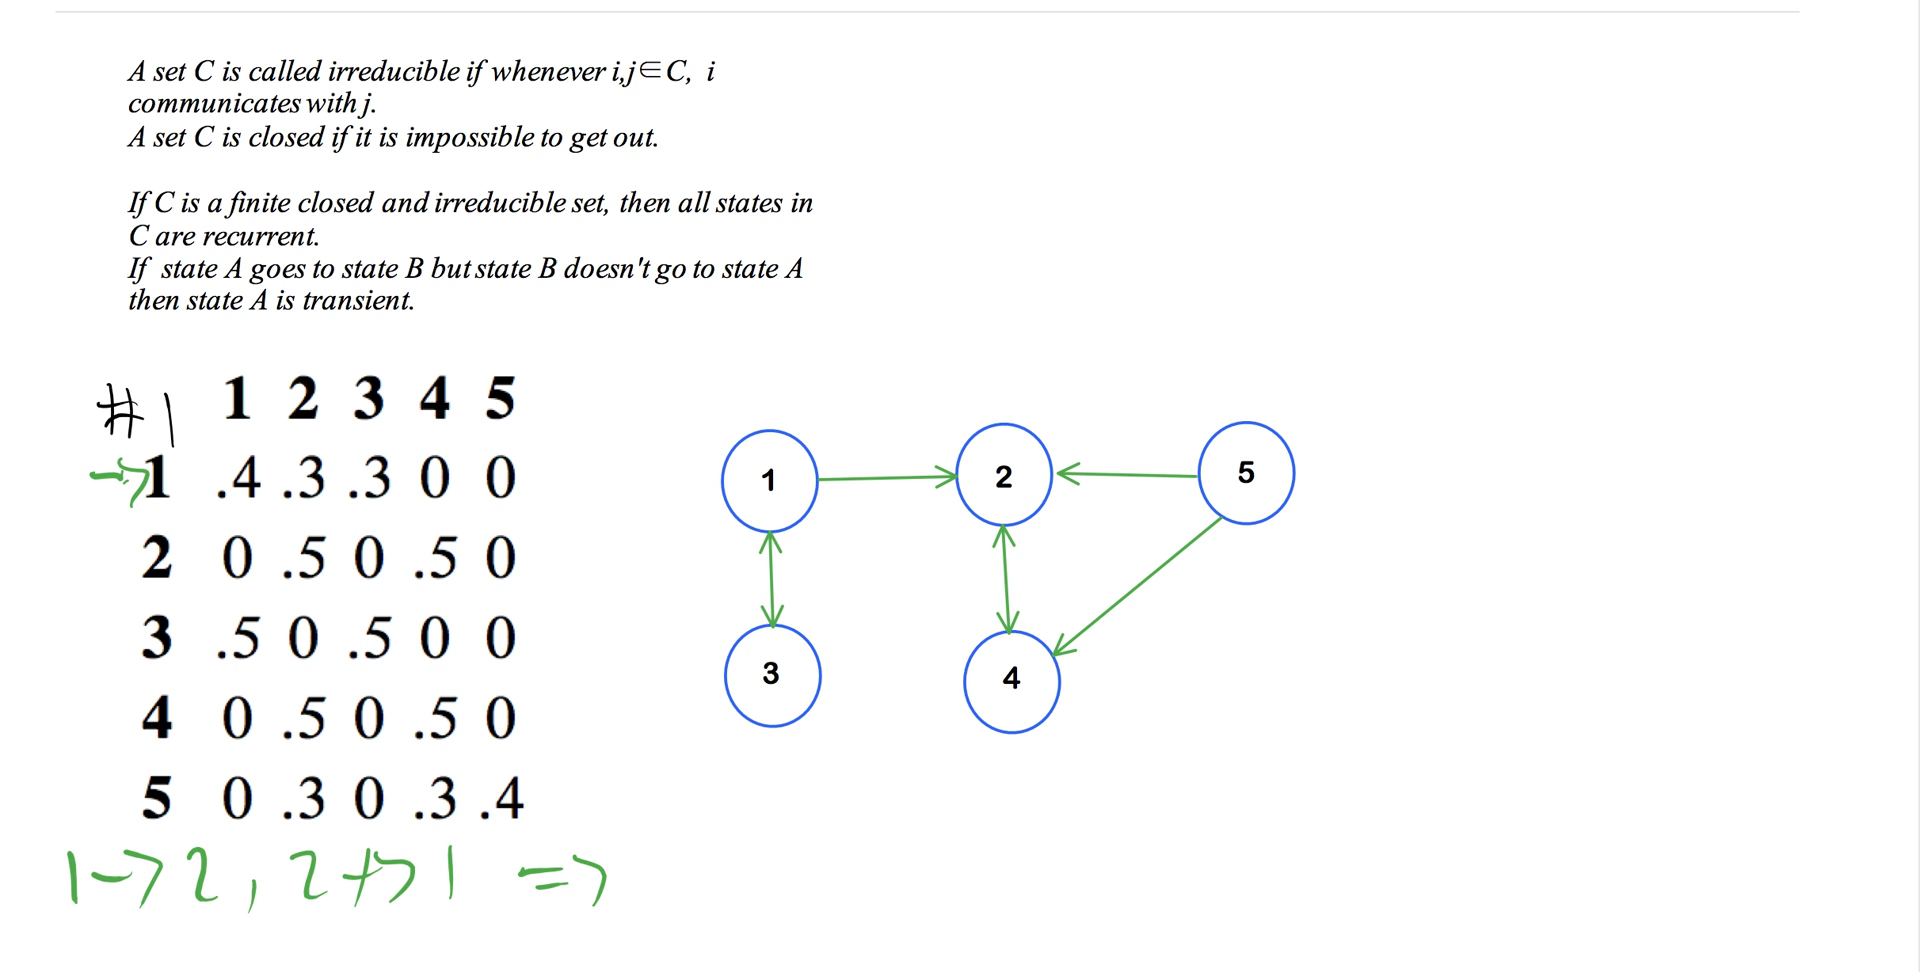 A set C is called irreducible if whenever i,j∈C, i
communicates with j.
A set C is closed if it is impossible to get out.
If C is a finite closed and irreducible set, then all states in
C are recurrent.
If state A goes to state B but state B doesn't go to state A
then state A is transient.
#1 1 2 3 4 5
→1 .4 .3 .3 0 0
2 0 .5 0 .5 0
3 .5 0 .5 0 0
4 0 .5 0 .5 0
5 0 .3 0 .3 .4
1→2, 2↛1 ⇒
1 2 5
3 4